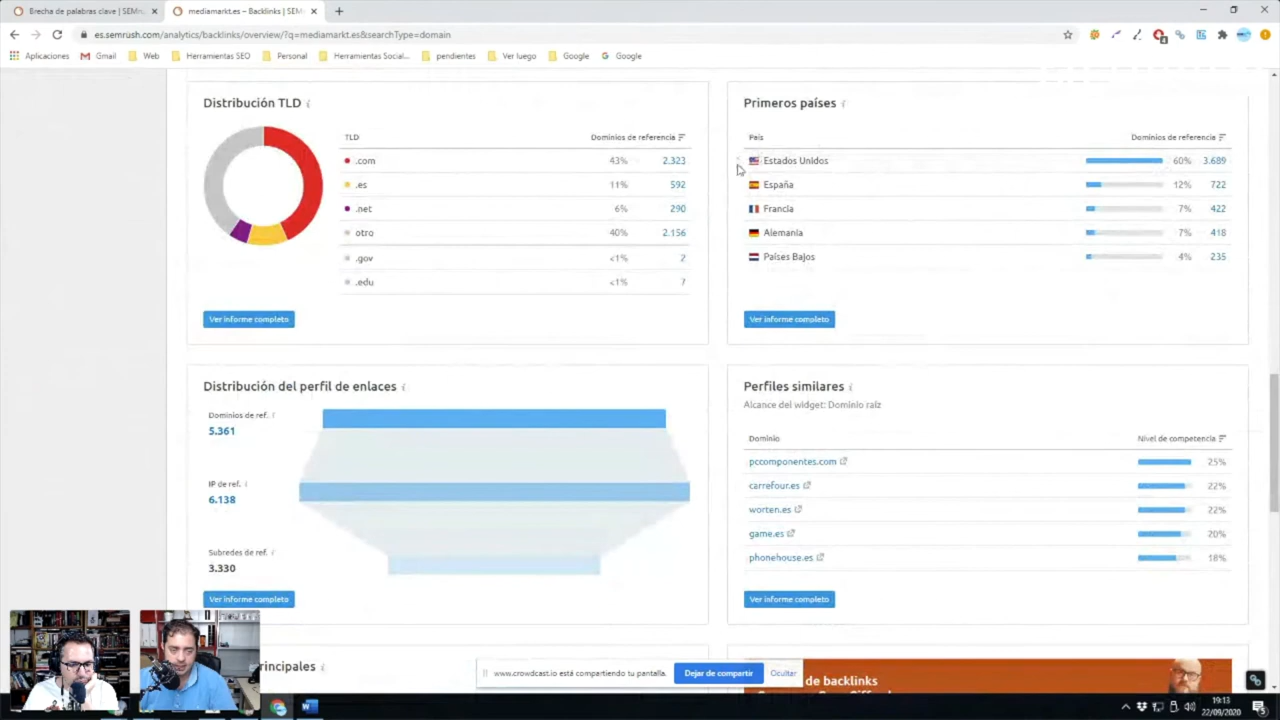 Brecha de palabras clave | SEMru
mediamarkt.es – Backlinks | SEM
es.semrush.com/analytics/backlinks/overview/?q=mediamarkt.es&searchType=domain
Aplicaciones Gmail Web Herramientas SEO Personal Herramientas Social... pendientes Ver luego Google Google
Distribución TLD
TLD Dominios de referencia
.com 43% 2.323
.es 11% 592
.net 6% 290
otro 40% 2.156
.gov <1% 2
.edu <1% 7
Ver informe completo
Primeros países
País Dominios de referencia
Estados Unidos 60% 3.689
España 12% 722
Francia 7% 422
Alemania 7% 418
Países Bajos 4% 235
Ver informe completo
Distribución del perfil de enlaces
Dominios de ref.
5.361
IP de ref.
6.138
Subredes de ref.
3.330
Ver informe completo
Perfiles similares
Alcance del widget: Dominio raíz
Dominio Nivel de competencia
pccomponentes.com 25%
carrefour.es 22%
worten.es 22%
game.es 20%
phonehouse.es 18%
Ver informe completo
principales
www.crowdcast.io está compartiendo tu pantalla. Dejar de compartir Ocultar
de backlinks
19:13
22/09/2020